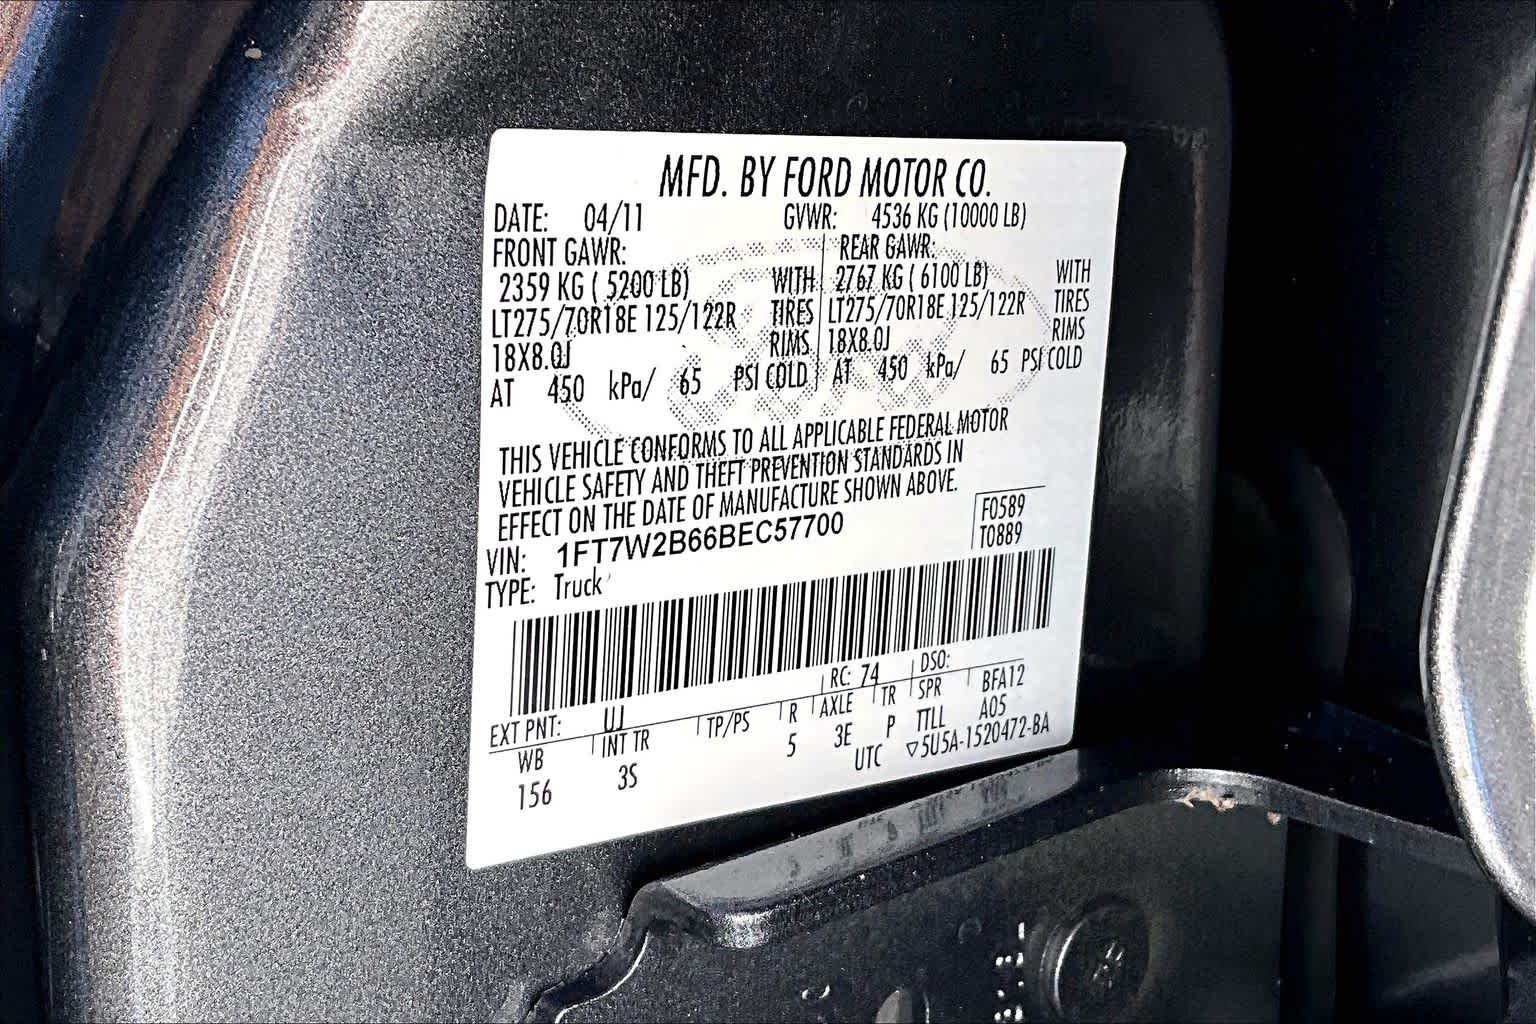 MFD. BY FORD MOTOR CO.
DATE: 04/11 GVWR: 4536 KG (10000 LB)
FRONT GAWR: REAR GAWR:
2359 KG ( 5200 LB) WITH 2767 KG ( 6100 LB) WITH
LT275/70R18E 125/122R TIRES LT275/70R18E 125/122R TIRES
18X8.0J RIMS 18X8.0J RIMS
AT 450 kPa/ 65 PSI COLD AT 450 kPa/ 65 PSI COLD
THIS VEHICLE CONFORMS TO ALL APPLICABLE FEDERAL MOTOR
VEHICLE SAFETY AND THEFT PREVENTION STANDARDS IN
EFFECT ON THE DATE OF MANUFACTURE SHOWN ABOVE.
F0589
VIN: 1FT7W2B66BEC57700 T0889
TYPE: Truck
RC: 74 DSO:
EXT PNT: UJ
WB INT TR TP/PS R AXLE TR SPR BFA12
156 3S 5 3E P TTLL A05
UTC ▽5U5A-1520472-BA